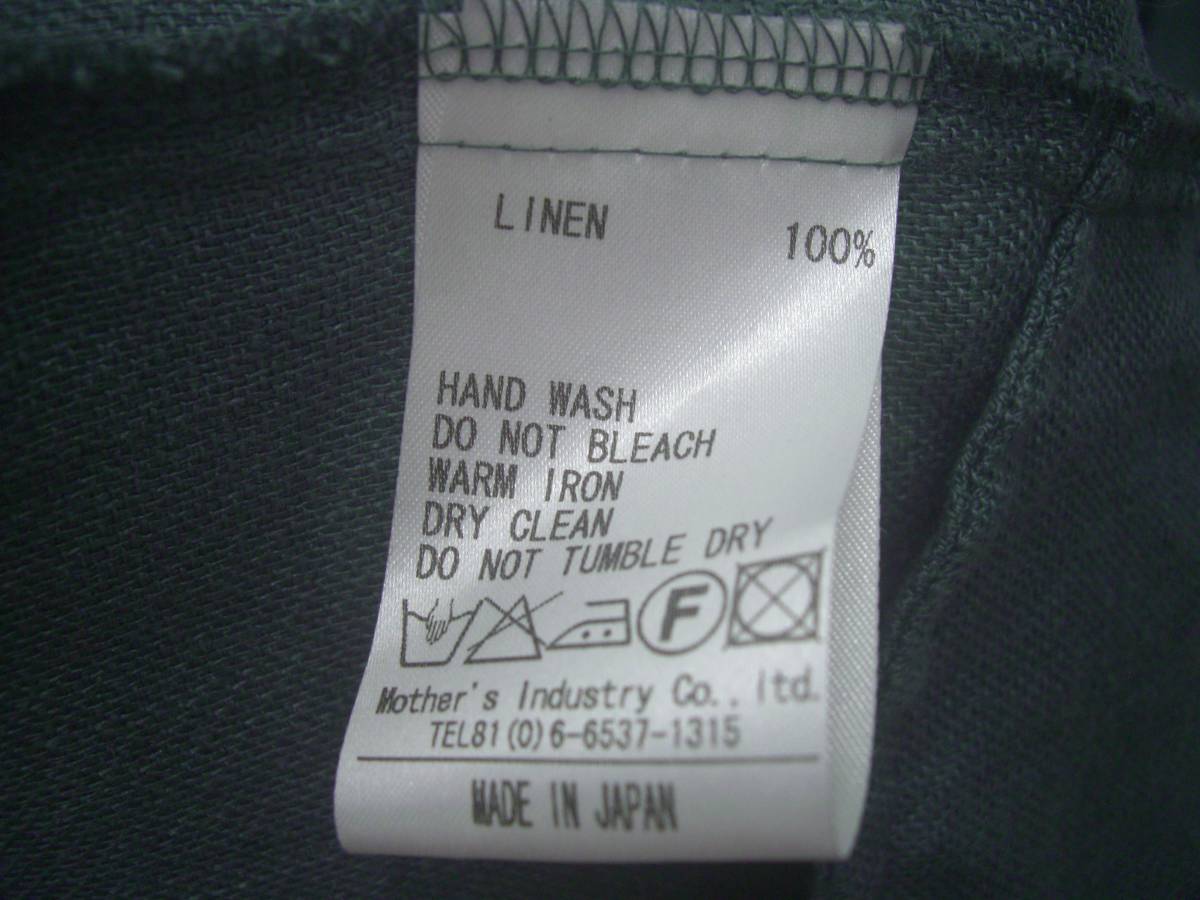 LINEN 100%
HAND WASH
DO NOT BLEACH
WARM IRON
DRY CLEAN
DO NOT TUMBLE DRY
F
Mother's Industry Co., ltd.
TEL81(0)6-6537-1315
MADE IN JAPAN